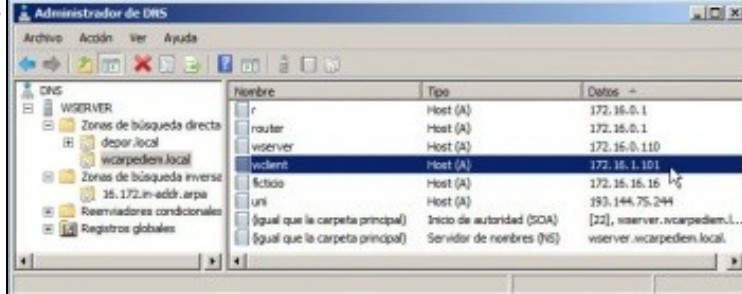 Administrador de DNS
Archivo Acción Ver Ayuda
DNS
WSERVER
Zonas de búsqueda directa
depor.local
wcarpediem.local
Zonas de búsqueda inversa
16.172.in-addr.arpa
Reenviadores condicionales
Registros globales
Nombre Tipo Datos
r Host (A) 172.16.0.1
router Host (A) 172.16.0.1
wserver Host (A) 172.16.0.110
wclient Host (A) 172.16.1.101
ficticio Host (A) 172.16.16.16
uni Host (A) 193.144.75.244
(igual que la carpeta principal) Inicio de autoridad (SOA) [22], wserver.wcarpediem.l...
(igual que la carpeta principal) Servidor de nombres (NS) wserver.wcarpediem.local.